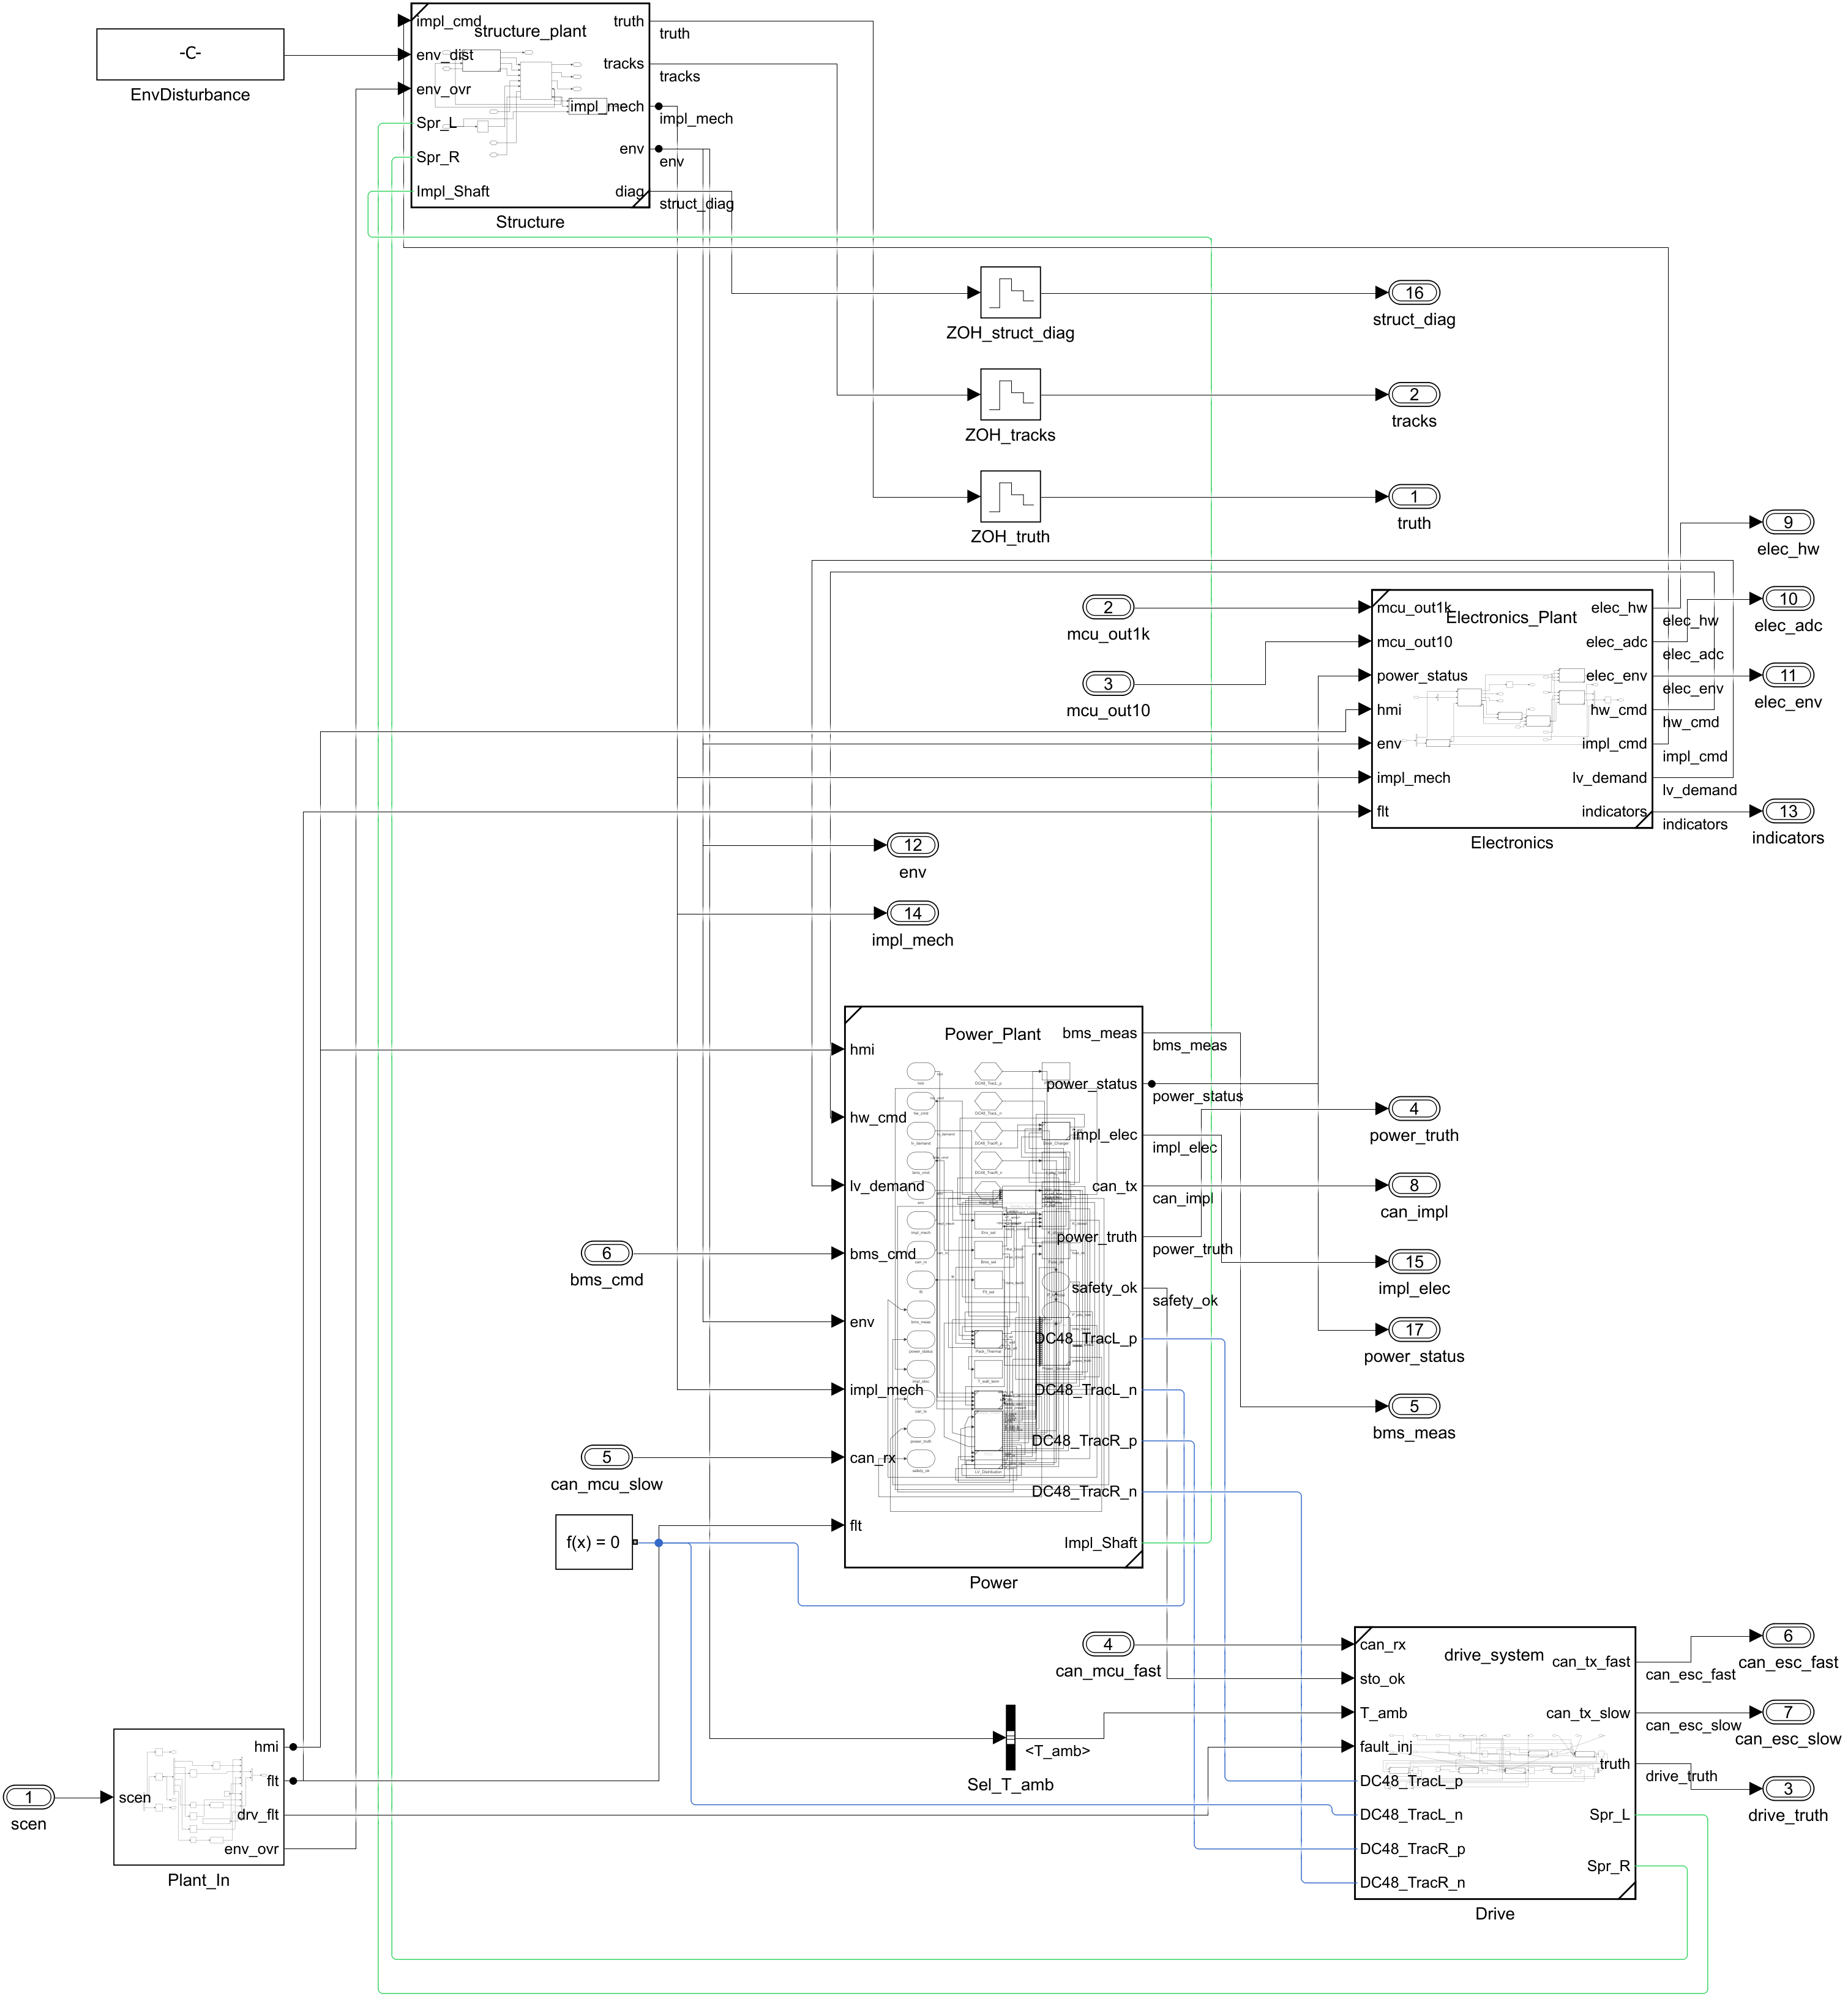 -C-
EnvDisturbance
impl_cmd
env_dist
env_ovr
Spr_L
Spr_R
Impl_Shaft
structure_plant
truth
tracks
impl_mech
env
diag
Structure
truth
tracks
impl_mech
env
struct_diag
ZOH_struct_diag
16
struct_diag
ZOH_tracks
2
tracks
ZOH_truth
1
truth
2
mcu_out1k
3
mcu_out10
mcu_out1k
mcu_out10
power_status
hmi
env
impl_mech
flt
Electronics_Plant
elec_hw
elec_adc
elec_env
hw_cmd
impl_cmd
lv_demand
indicators
Electronics
elec_hw
elec_adc
elec_env
hw_cmd
impl_cmd
lv_demand
indicators
9
elec_hw
10
elec_adc
11
elec_env
13
indicators
12
env
14
impl_mech
6
bms_cmd
5
can_mcu_slow
f(x) = 0
hmi
hw_cmd
lv_demand
bms_cmd
env
impl_mech
can_rx
flt
Power_Plant
bms_meas
power_status
impl_elec
can_tx
power_truth
safety_ok
DC48_TracL_p
DC48_TracL_n
DC48_TracR_p
DC48_TracR_n
Impl_Shaft
Power
bms_meas
power_status
impl_elec
can_impl
power_truth
safety_ok
4
power_truth
8
can_impl
15
impl_elec
17
power_status
5
bms_meas
4
can_mcu_fast
Sel_T_amb
<T_amb>
can_rx
sto_ok
T_amb
fault_inj
DC48_TracL_p
DC48_TracL_n
DC48_TracR_p
DC48_TracR_n
drive_system
can_tx_fast
can_tx_slow
truth
Spr_L
Spr_R
Drive
can_esc_fast
can_esc_slow
drive_truth
6
can_esc_fast
7
can_esc_slow
3
drive_truth
1
scen
scen
hmi
flt
drv_flt
env_ovr
Plant_In